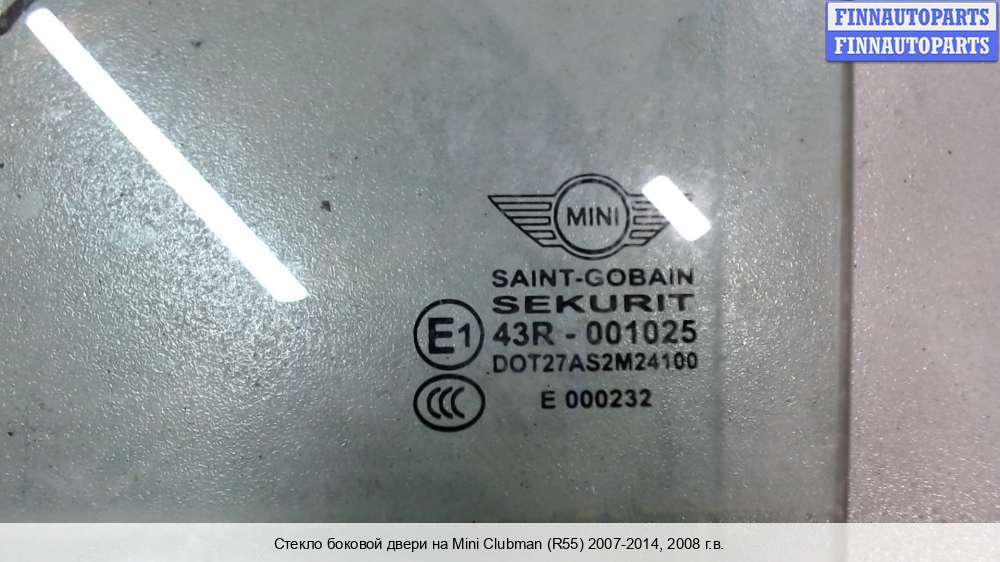 FINNAUTOPARTS
FINNAUTOPARTS
MINI
SAINT-GOBAIN
SEKURIT
E1 43R - 001025
DOT27AS2M24100
CCC E 000232
Стекло боковой двери на Mini Clubman (R55) 2007-2014, 2008 г.в.